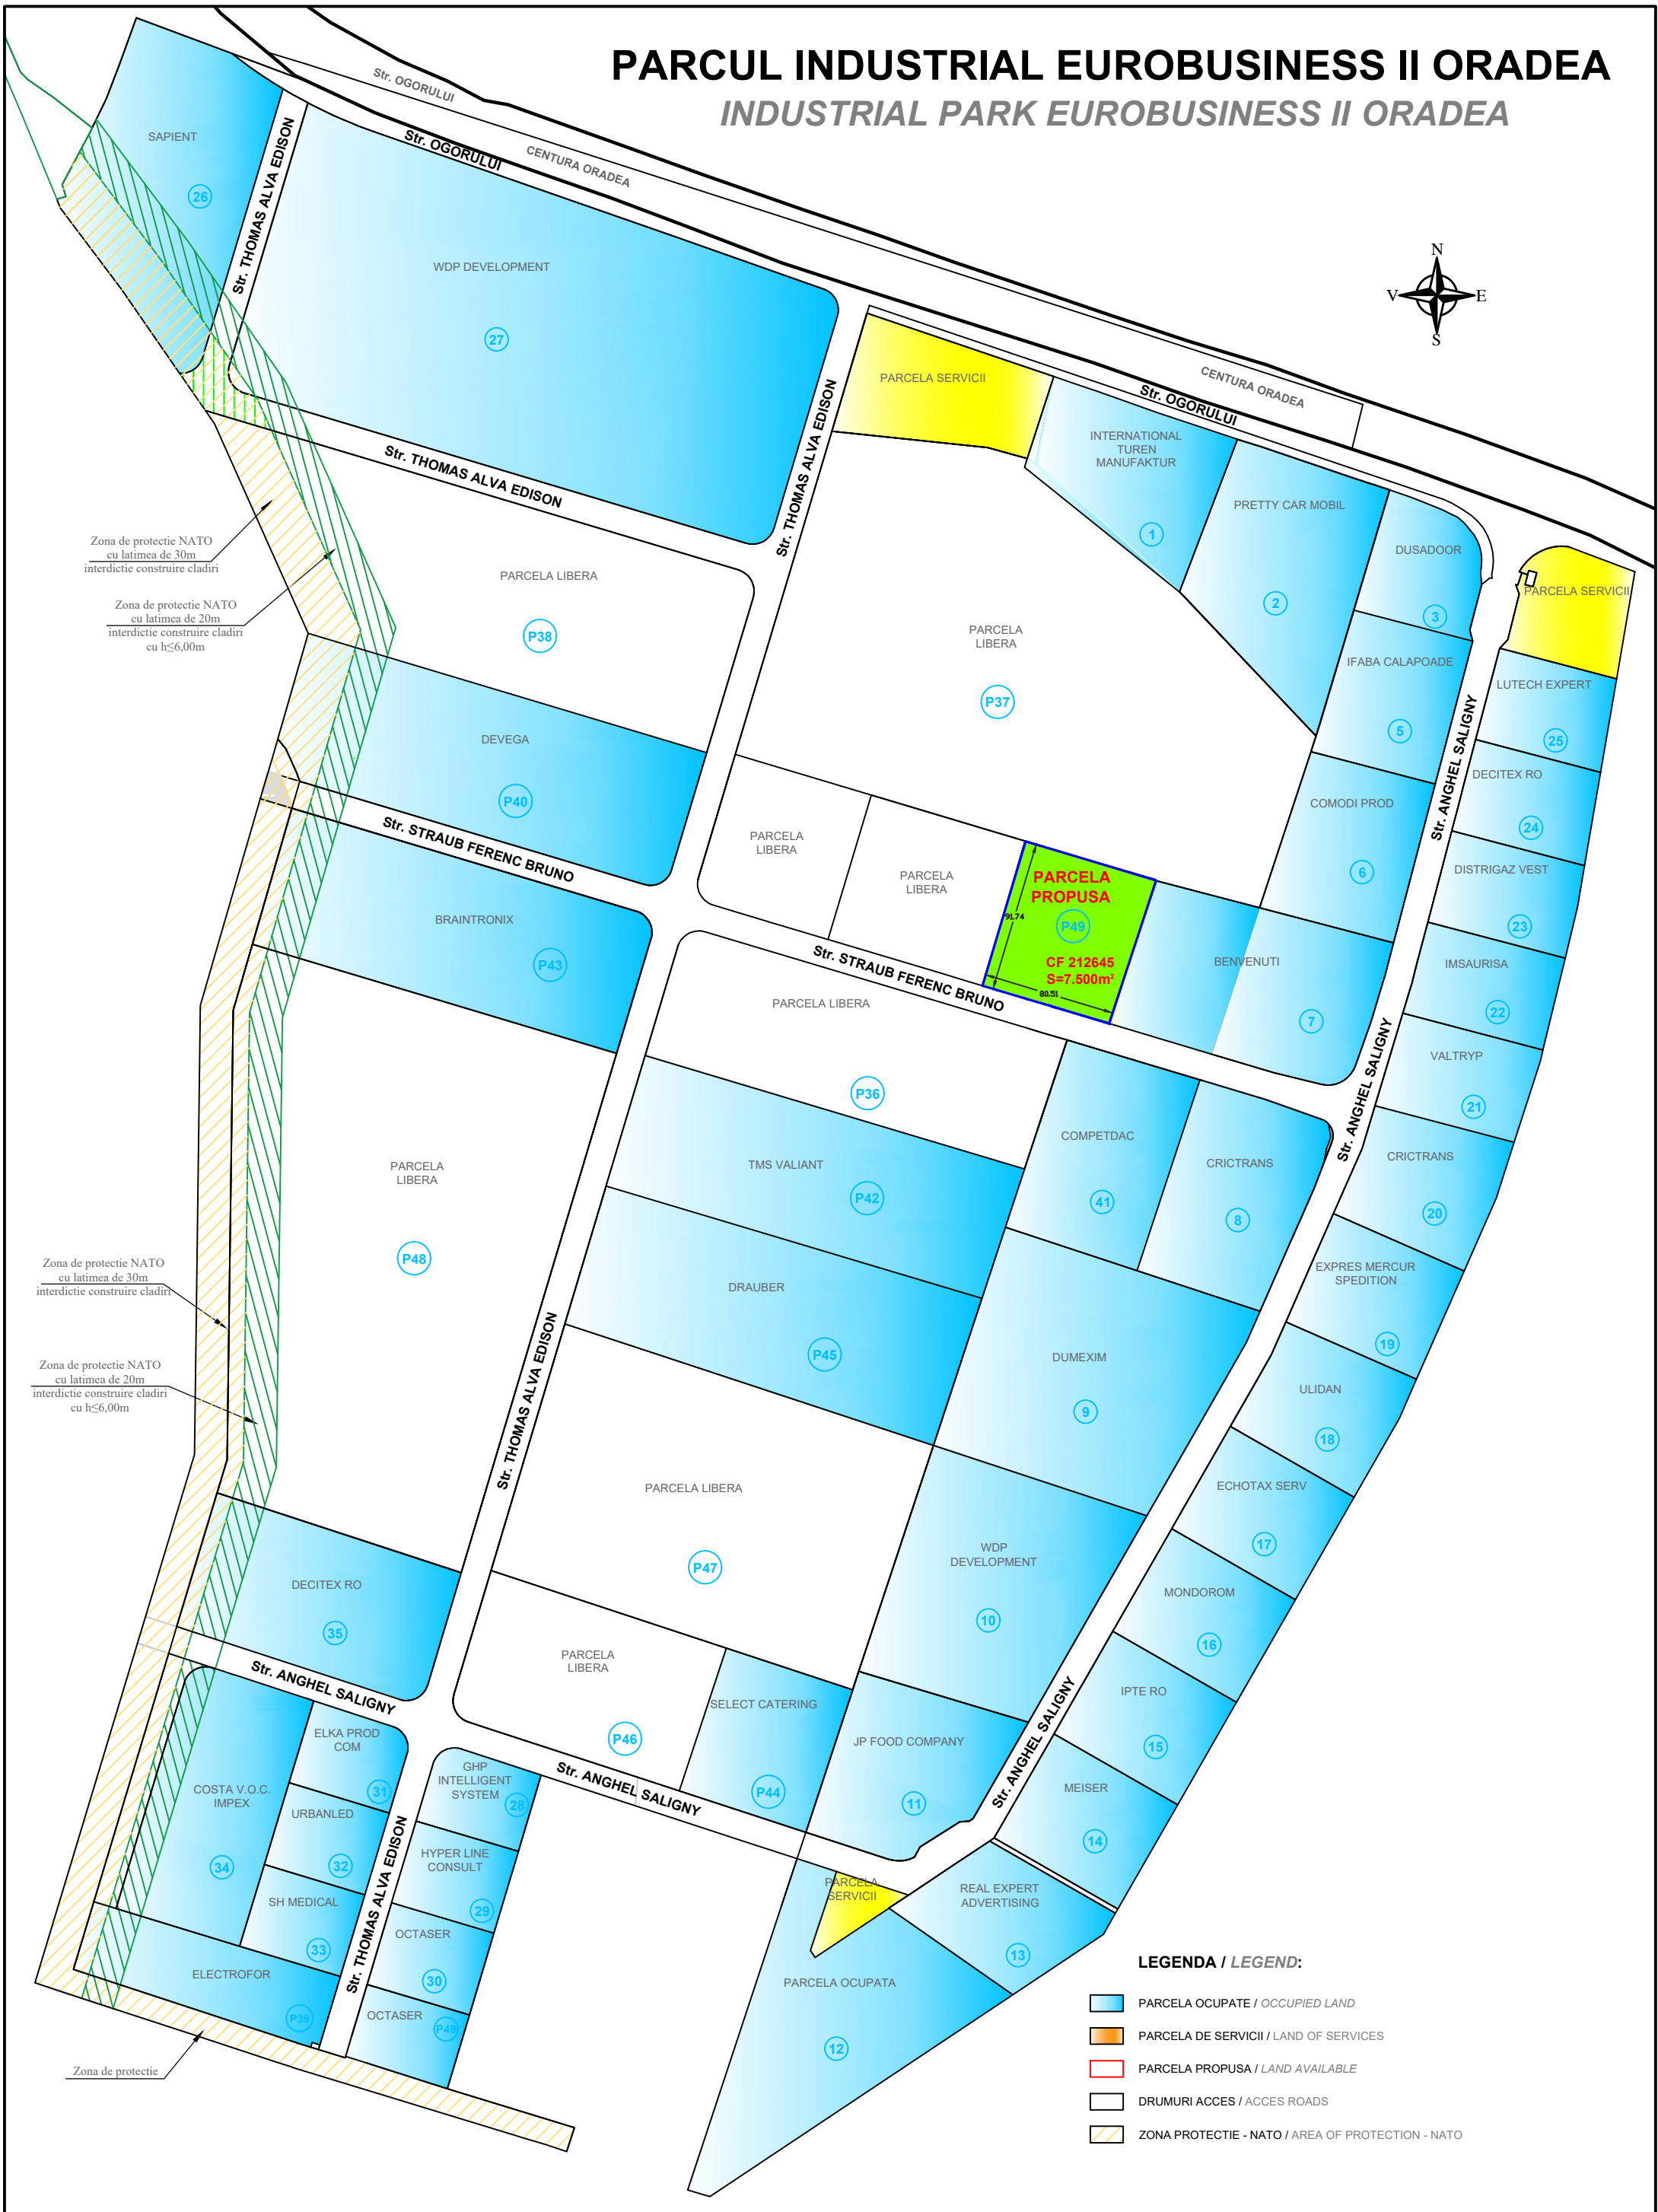 PARCUL INDUSTRIAL EUROBUSINESS II ORADEA
INDUSTRIAL PARK EUROBUSINESS II ORADEA
Str. OGORULUI
CENTURA ORADEA
Str. OGORULUI
SAPIENT
26
Str. THOMAS ALVA EDISON
WDP DEVELOPMENT
27
N
V
E
S
CENTURA ORADEA
Str. OGORULUI
PARCELA SERVICII
Str. THOMAS ALVA EDISON
Str. THOMAS ALVA EDISON
INTERNATIONAL
TUREN
MANUFAKTUR
1
PRETTY CAR MOBIL
2
DUSADOOR
3
PARCELA SERVICII
Zona de protectie NATO
cu latimea de 30m
interdictie construire cladiri
Zona de protectie NATO
cu latimea de 20m
interdictie construire cladiri
cu h≤6,00m
PARCELA LIBERA
P38
PARCELA
LIBERA
P37
IFABA CALAPOADE
5
LUTECH EXPERT
25
Str. ANGHEL SALIGNY
DEVEGA
P40
DECITEX RO
24
COMODI PROD
6
Str. STRAUB FERENC BRUNO
PARCELA
LIBERA
PARCELA
LIBERA
PARCELA
PROPUSA
P49
91.74
CF 212645
S=7.500m²
80.51
DISTRIGAZ VEST
23
BRAINTRONIX
P43
Str. STRAUB FERENC BRUNO
BENVENUTI
7
IMSAURISA
22
PARCELA LIBERA
P36
VALTRYP
21
Str. ANGHEL SALIGNY
COMPETDAC
41
CRICTRANS
8
CRICTRANS
20
PARCELA
LIBERA
P48
TMS VALIANT
P42
Zona de protectie NATO
cu latimea de 30m
interdictie construire cladiri
EXPRES MERCUR
SPEDITION
19
DRAUBER
P45
Zona de protectie NATO
cu latimea de 20m
interdictie construire cladiri
cu h≤6,00m
Str. THOMAS ALVA EDISON
DUMEXIM
9
ULIDAN
18
PARCELA LIBERA
P47
ECHOTAX SERV
17
WDP
DEVELOPMENT
10
DECITEX RO
35
MONDOROM
16
PARCELA
LIBERA
P46
Str. ANGHEL SALIGNY
SELECT CATERING
P44
IPTE RO
15
Str. ANGHEL SALIGNY
JP FOOD COMPANY
11
Str. ANGHEL SALIGNY
MEISER
14
ELKA PROD
COM
31
GHP
INTELLIGENT
SYSTEM
28
COSTA V.O.C.
IMPEX
34
URBANLED
32
HYPER LINE
CONSULT
29
Str. THOMAS ALVA EDISON
SH MEDICAL
33
OCTASER
30
PARCELA
SERVICII
REAL EXPERT
ADVERTISING
13
ELECTROFOR
P39
OCTASER
P49
PARCELA OCUPATA
12
Zona de protectie
LEGENDA / LEGEND:
PARCELA OCUPATE / OCCUPIED LAND
PARCELA DE SERVICII / LAND OF SERVICES
PARCELA PROPUSA / LAND AVAILABLE
DRUMURI ACCES / ACCES ROADS
ZONA PROTECTIE - NATO / AREA OF PROTECTION - NATO